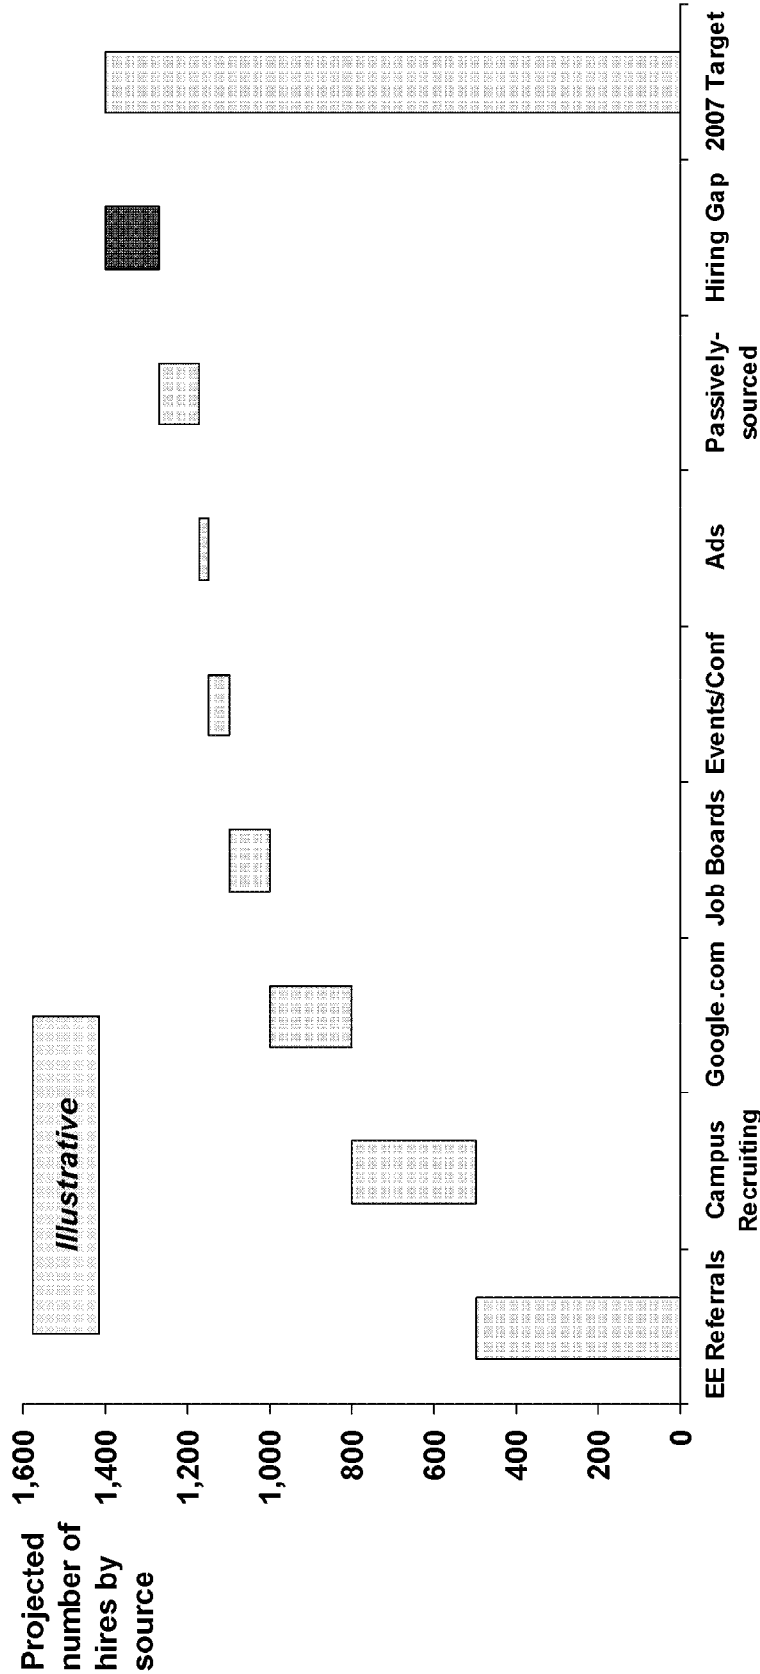 Projected
number of
hires by
source
1,600
1,400
1,200
1,000
800
600
400
200
0
Illustrative
EE Referrals
Campus
Recruiting
Google.com
Job Boards
Events/Conf
Ads
Passively-
sourced
Hiring Gap
2007 Target